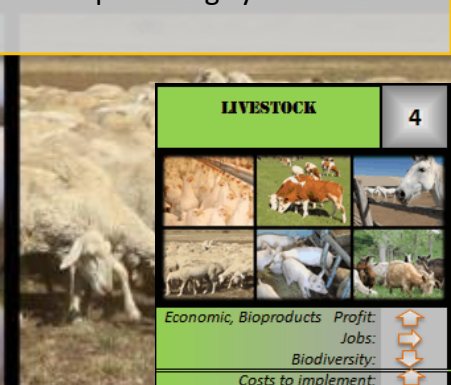 LIVESTOCK
4
Economic, Bioproducts Profit:
Jobs:
Biodiversity:
Costs to implement: